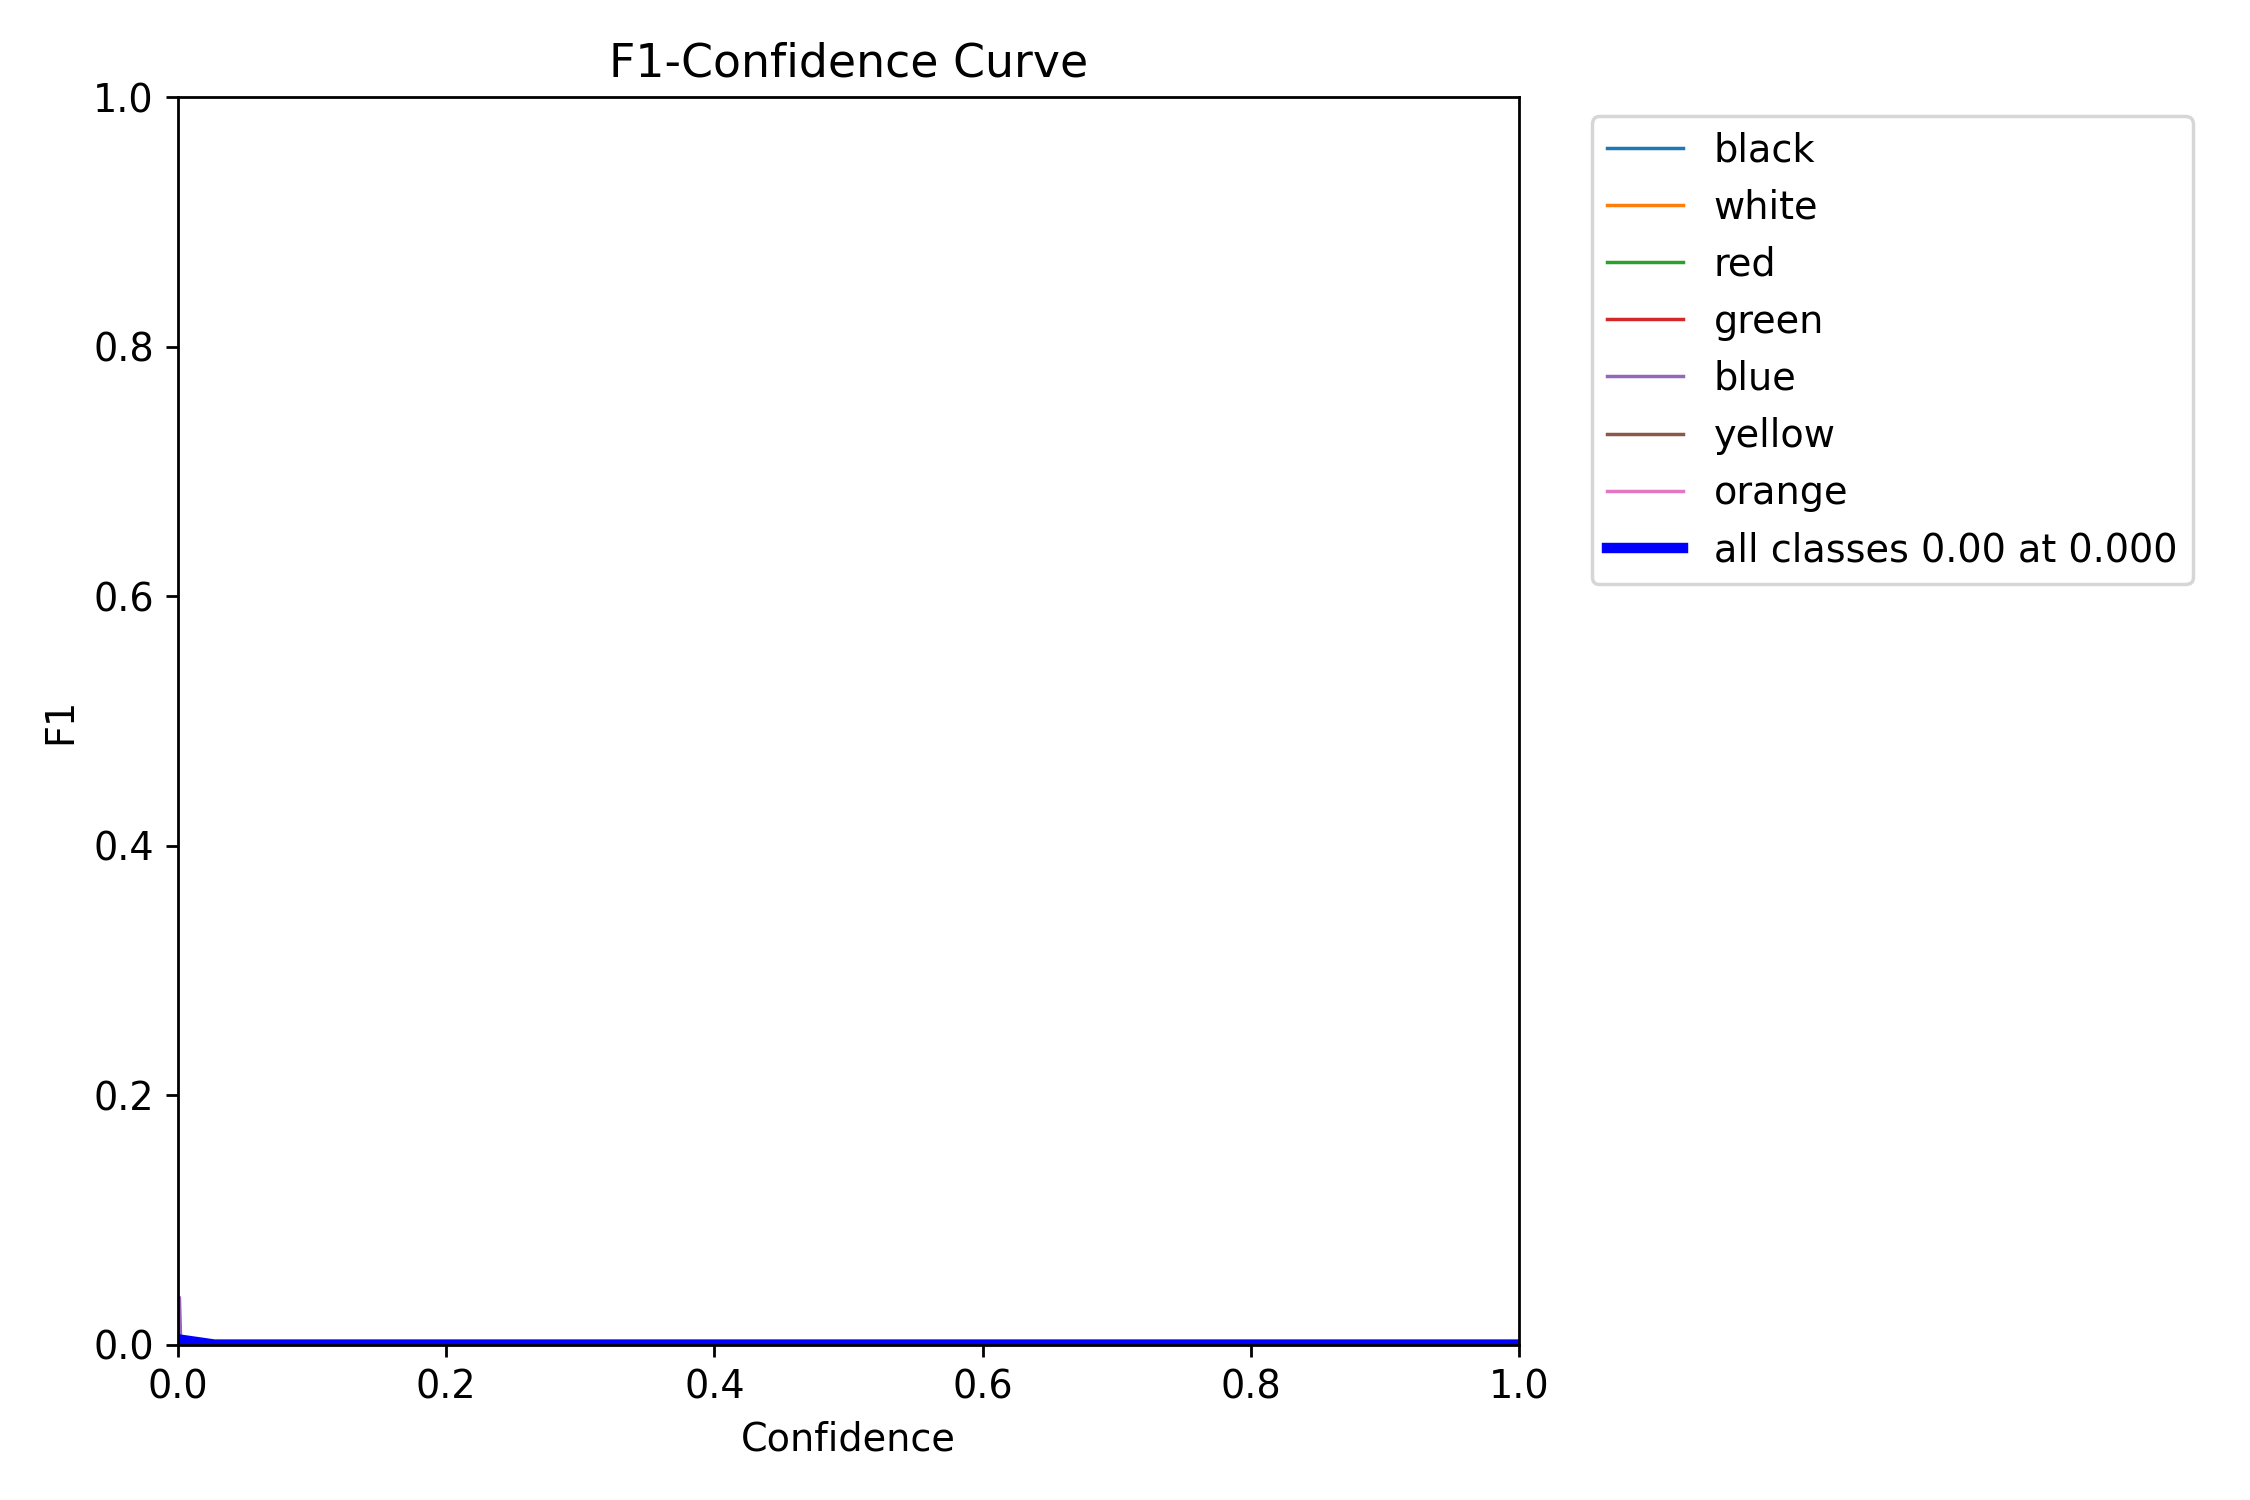 F1-Confidence Curve
1.0
0.8
0.6
0.4
0.2
0.0
F1
0.0 0.2 0.4 0.6 0.8 1.0
Confidence
black
white
red
green
blue
yellow
orange
all classes 0.00 at 0.000